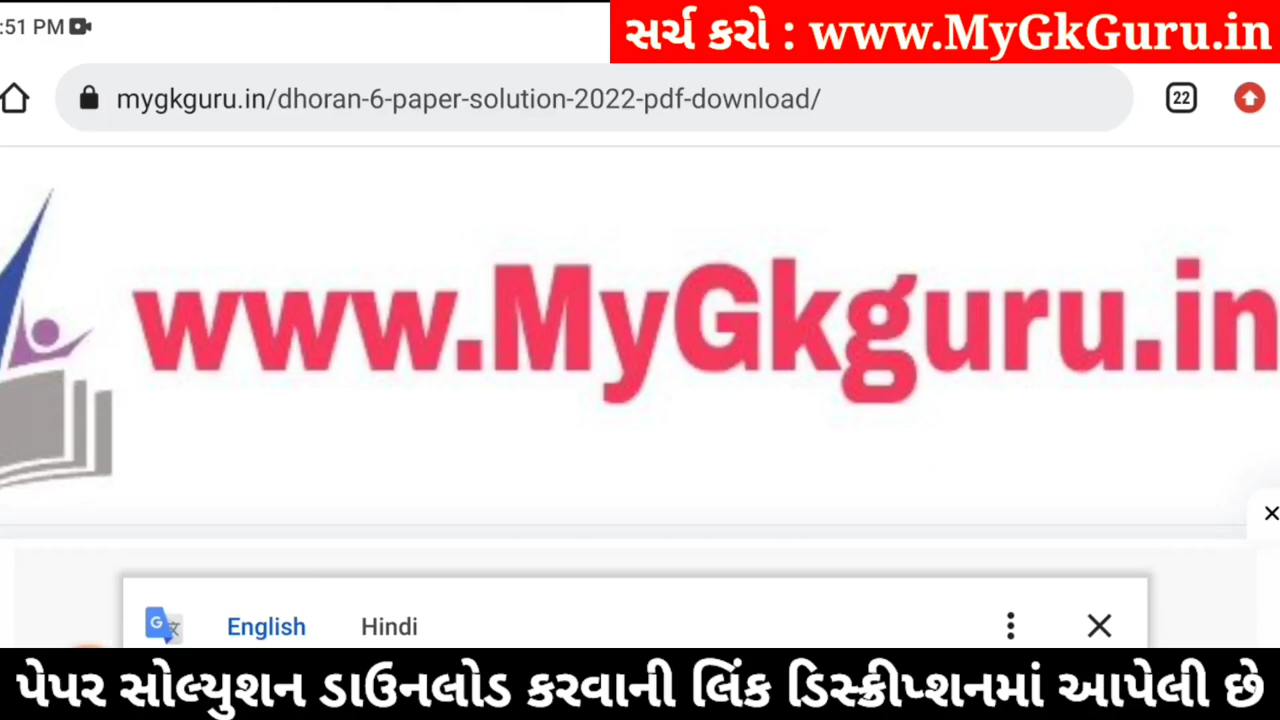 :51 PM
સર્ચ કરો : www.MyGkGuru.in
mygkguru.in/dhoran-6-paper-solution-2022-pdf-download/
22
www.MyGkguru.in
G 文
English Hindi
પેપર સોલ્યુશન ડાઉનલોડ કરવાની લિંક ડિસ્ક્રીપ્શનમાં આપેલી છે